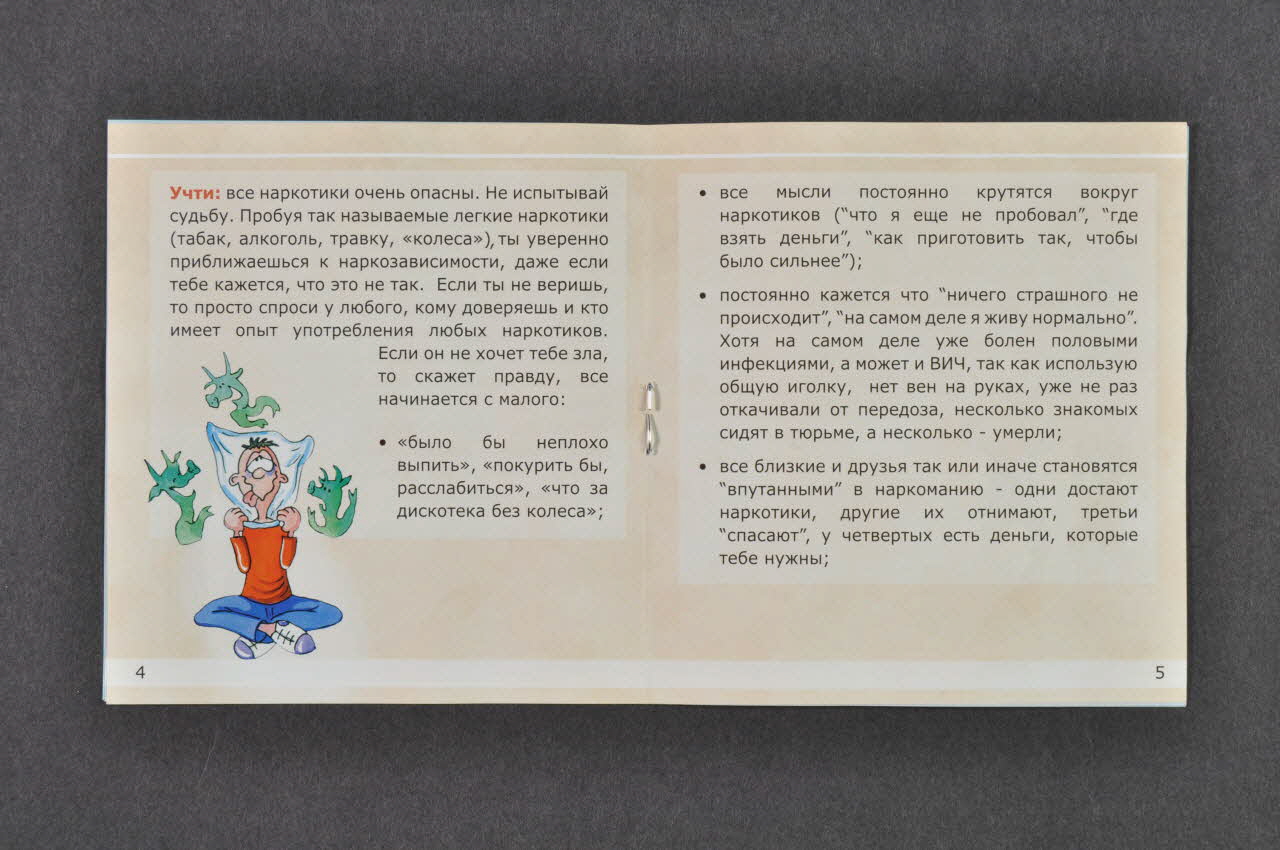 Учти: все наркотики очень опасны. Не испытывай
судьбу. Пробуя так называемые легкие наркотики
(табак, алкоголь, травку, «колеса»), ты уверенно
приближаешься к наркозависимости, даже если
тебе кажется, что это не так. Если ты не веришь,
то просто спроси у любого, кому доверяешь и кто
имеет опыт употребления любых наркотиков.
Если он не хочет тебе зла,
то скажет правду, все
начинается с малого:
• «было бы неплохо
выпить», «покурить бы,
расслабиться», «что за
дискотека без колеса»;
4
• все мысли постоянно крутятся вокруг
наркотиков (“что я еще не пробовал”, “где
взять деньги”, “как приготовить так, чтобы
было сильнее”);
• постоянно кажется что “ничего страшного не
происходит”, “на самом деле я живу нормально”.
Хотя на самом деле уже болен половыми
инфекциями, а может и ВИЧ, так как использую
общую иголку, нет вен на руках, уже не раз
откачивали от передоза, несколько знакомых
сидят в тюрьме, а несколько - умерли;
• все близкие и друзья так или иначе становятся
“впутанными” в наркоманию - одни достают
наркотики, другие их отнимают, третьи
“спасают”, у четвертых есть деньги, которые
тебе нужны;
5